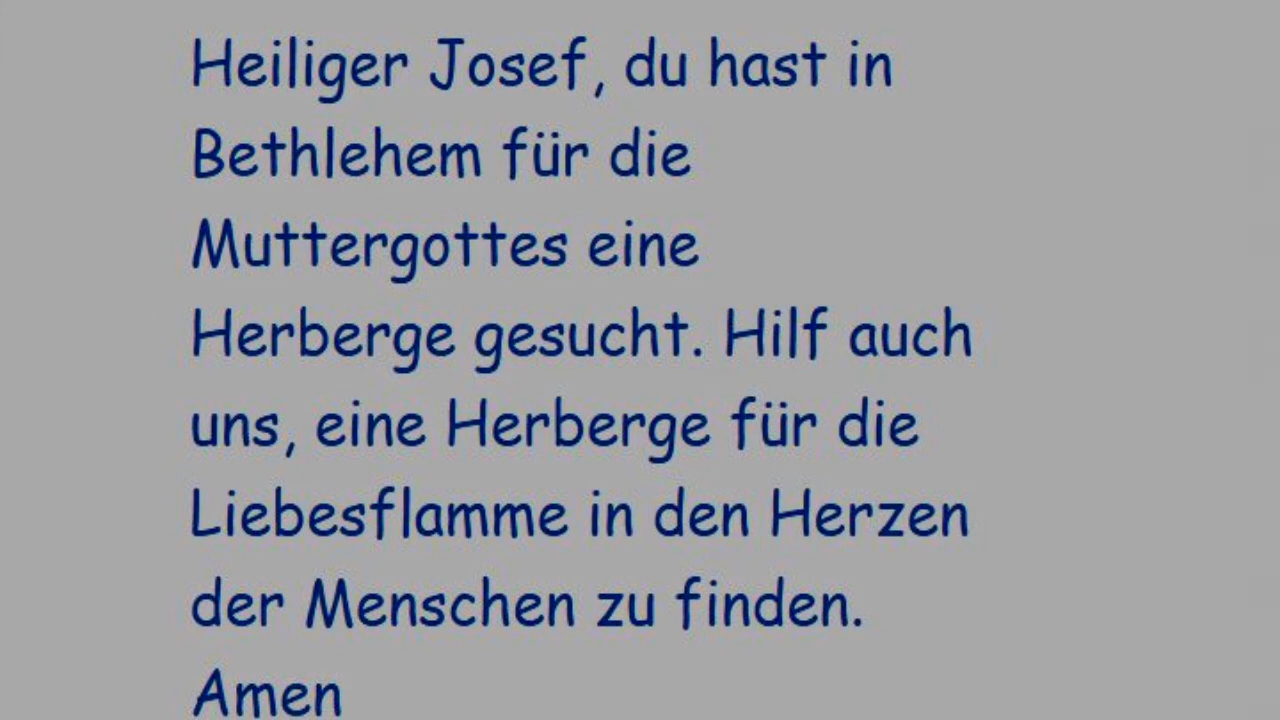 Heiliger Josef, du hast in
Bethlehem für die
Muttergottes eine
Herberge gesucht. Hilf auch
uns, eine Herberge für die
Liebesflamme in den Herzen
der Menschen zu finden.
Amen